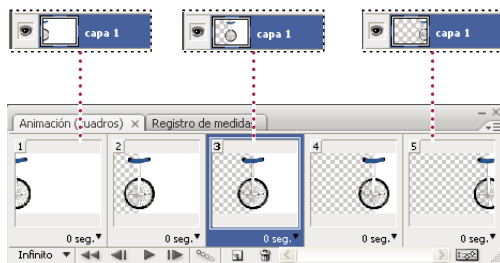 capa 1
capa 1
capa 1
Animación (cuadros) × Registro de medidas
1
2
3
4
5
0 seg.
0 seg.
0 seg.
0 seg.
0 seg.
Infinito